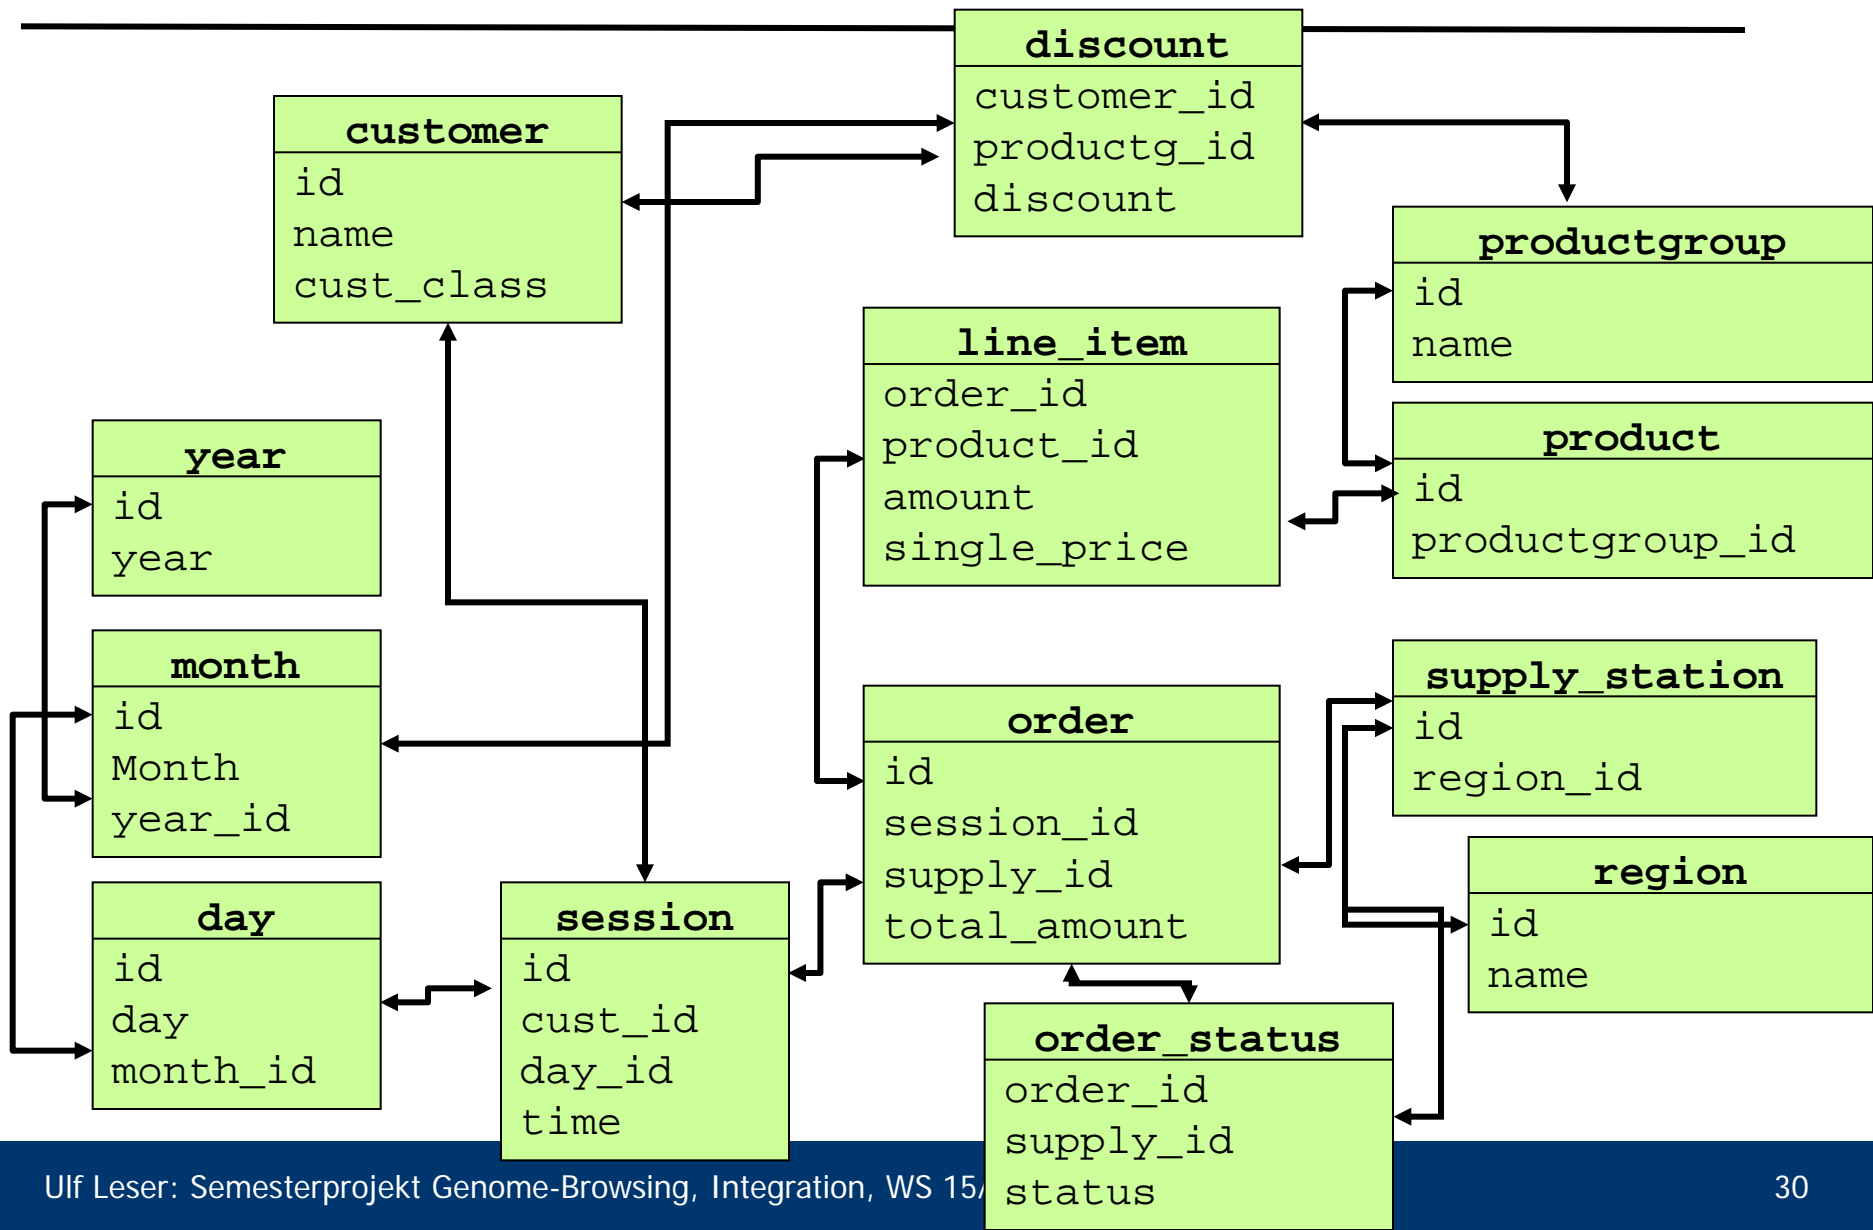 discount
customer_id
productg_id
discount
customer
id
name
cust_class
productgroup
id
name
line_item
order_id
product_id
amount
single_price
product
id
productgroup_id
year
id
year
month
id
Month
year_id
supply_station
id
region_id
order
id
session_id
supply_id
total_amount
region
id
name
day
id
day
month_id
session
id
cust_id
day_id
time
order_status
order_id
supply_id
status
Ulf Leser: Semesterprojekt Genome-Browsing, Integration, WS 15/
30